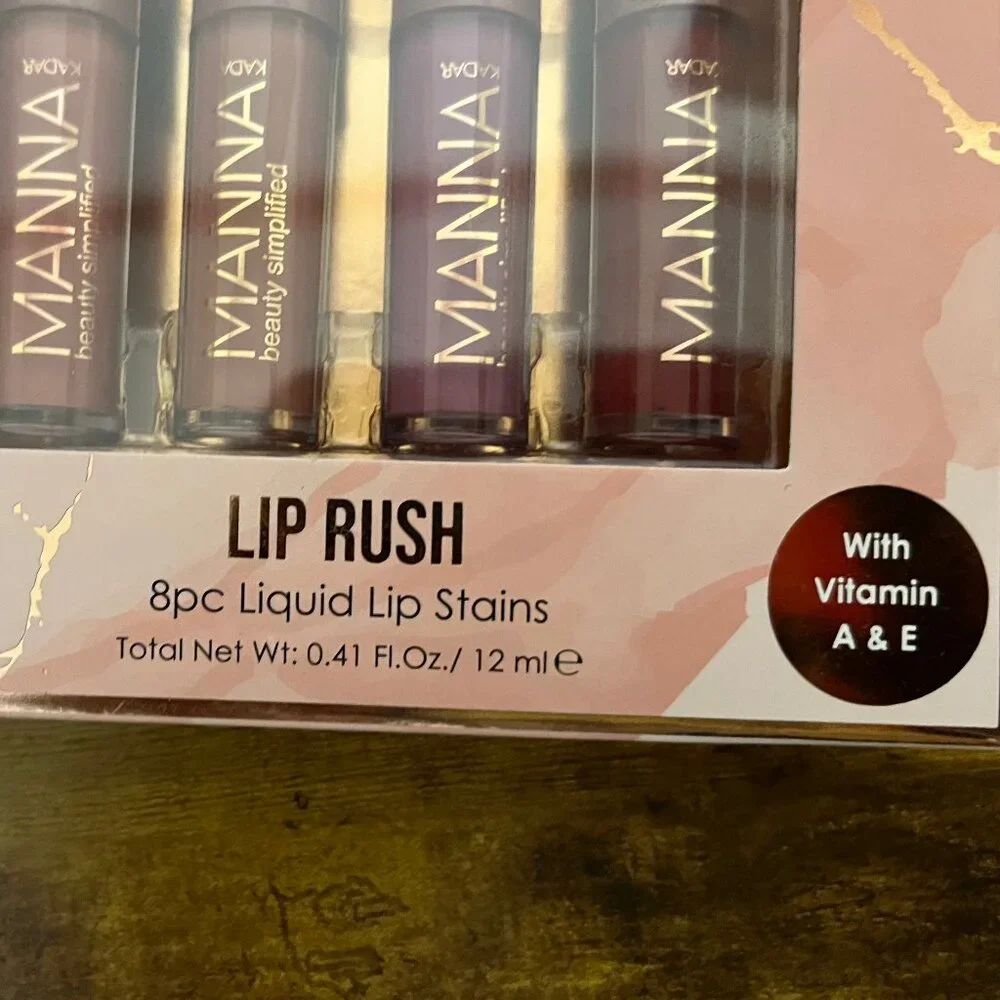 KADAR
MANNA
beauty simplified
KADA
MANNA
beauty simplified
KADAR
MANNA
KADAR
MANNA
LIP RUSH
8pc Liquid Lip Stains
Total Net Wt: 0.41 Fl.Oz./ 12 ml ℮
With
Vitamin
A & E